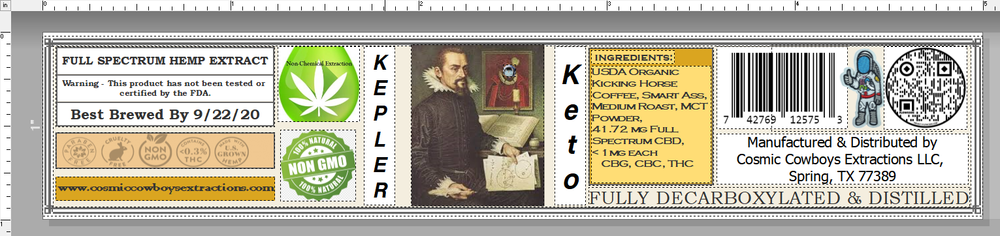 in
0 1 2 3 4 5
0
1"
1
FULL SPECTRUM HEMP EXTRACT
Warning - This product has not been tested or
certified by the FDA.
Best Brewed By 9/22/20
PARABEN FREE
CRUELTY FREE
NON
GMO
CONTAINS
<0.3%
THC
MADE WITH
U.S.
GROWN
HEMP
www.cosmiccowboysextractions.com
Non-Chemical Extraction
100% NATURAL
NON GMO
100% NATURAL
K
E
P
L
E
R
K
e
t
o
INGREDIENTS:
USDA Organic
Kicking Horse
Coffee, Smart Ass,
Medium Roast, MCT
Powder,
41.72 mg Full
Spectrum CBD,
< 1 mg each
CBG, CBC, THC
7 42769 12575 3
Manufactured & Distributed by
Cosmic Cowboys Extractions LLC,
Spring, TX 77389
FULLY DECARBOXYLATED & DISTILLED